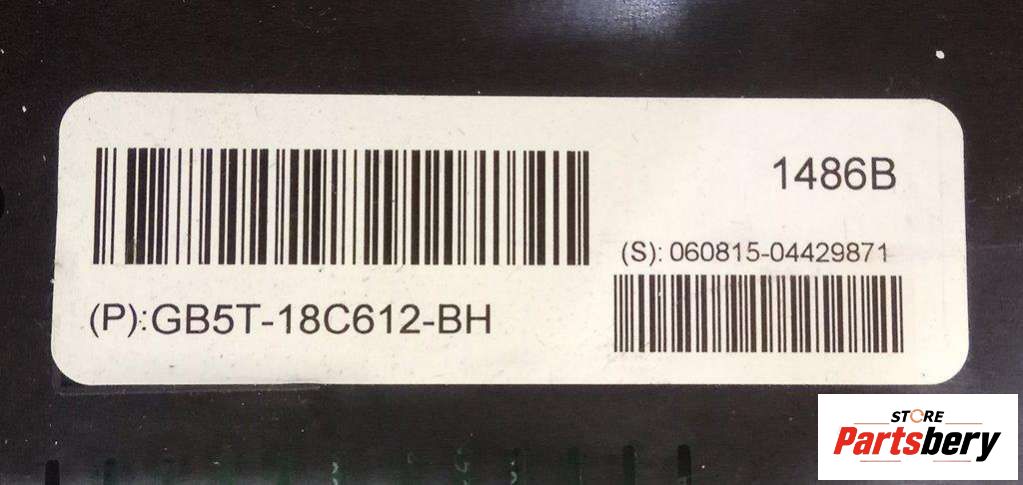 1486B
(S): 060815-04429871
(P):GB5T-18C612-BH
STORE
Partsbery